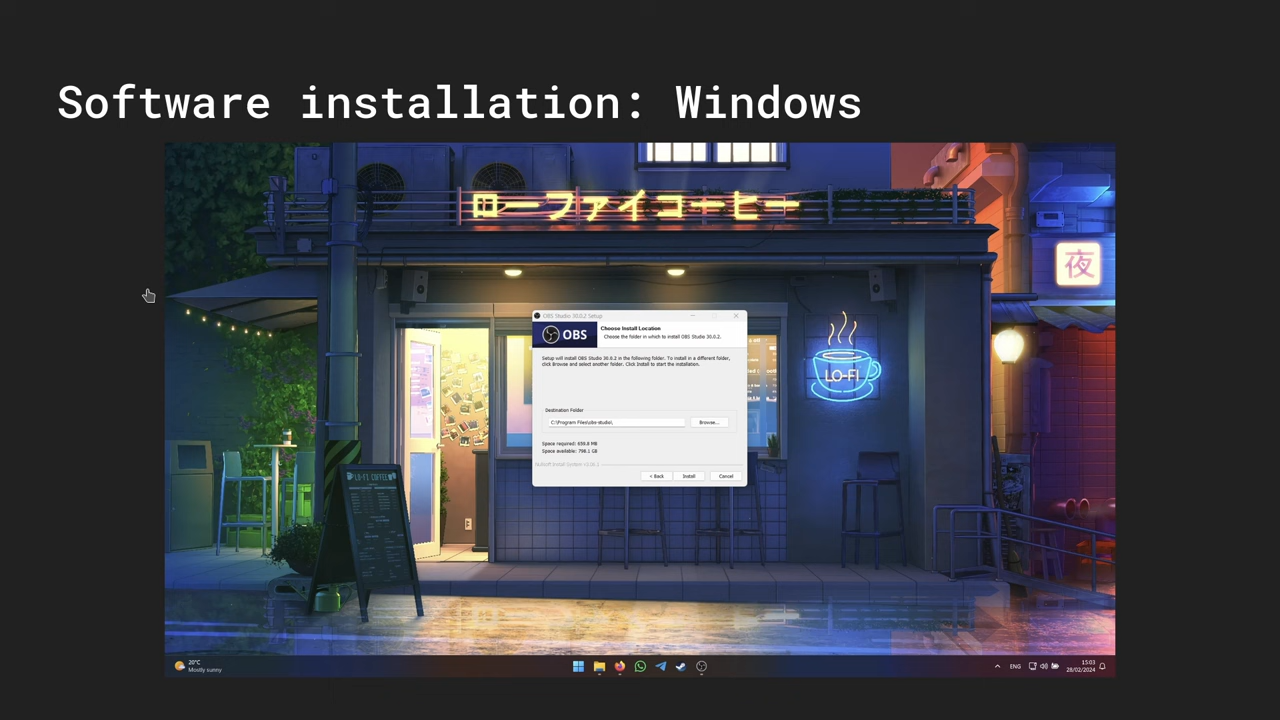 Software installation: Windows
ローファイコーヒー
夜
OBS Studio 30.0.2 Setup
OBS
Choose Install Location
Choose the folder in which to install OBS Studio 30.0.2.
Setup will install OBS Studio 30.0.2 in the following folder. To install in a different folder,
click Browse and select another folder. Click Install to start the installation.
LO-FI
Destination Folder
C:\Program Files\obs-studio\
Browse...
Space required: 659.8 MB
Space available: 798.1 GB
< Back
Install
Cancel
LO-FI COFFEE
20°C
Mostly sunny
ENG
15:03
28/02/2024